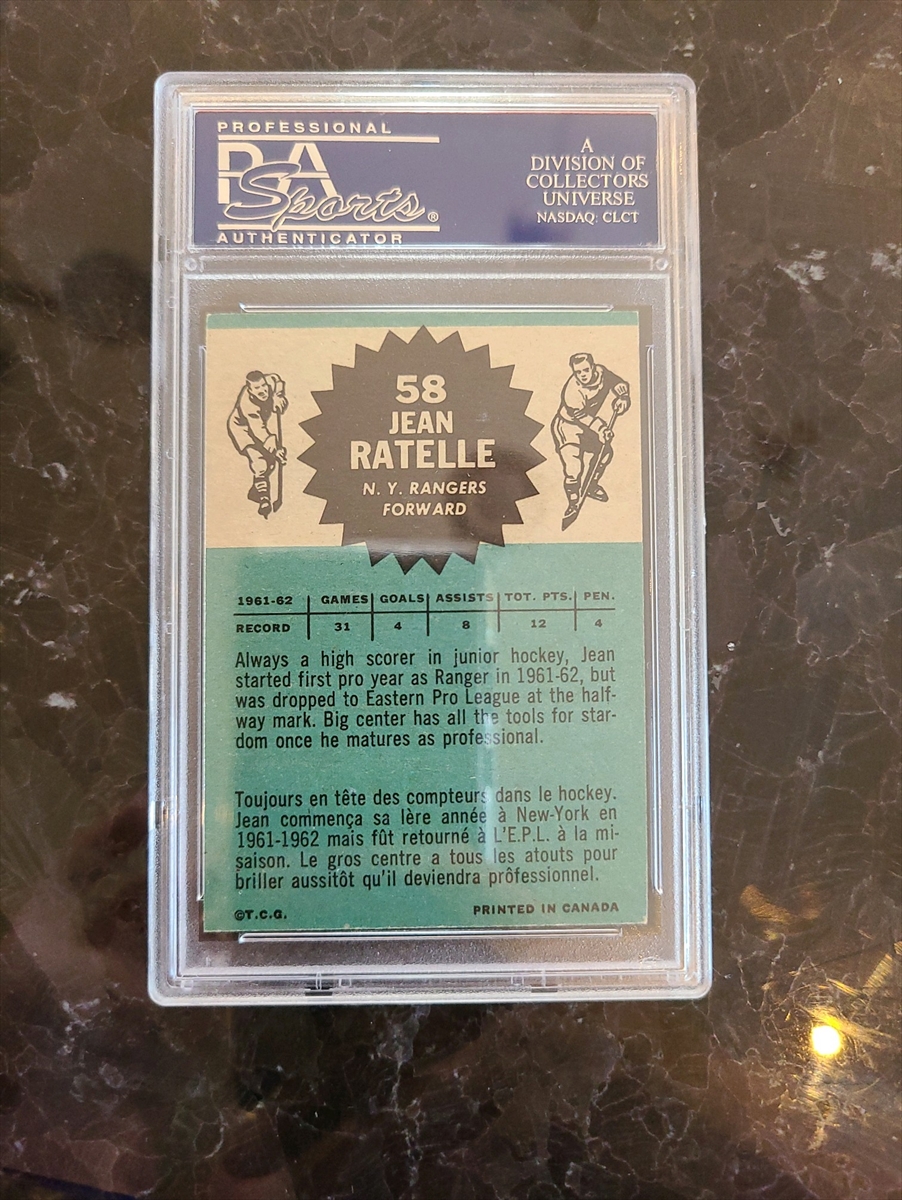 PROFESSIONAL
PSA
Sports®
AUTHENTICATOR
A
DIVISION OF
COLLECTORS
UNIVERSE
NASDAQ: CLCT
58
JEAN
RATELLE
N. Y. RANGERS
FORWARD
1961-62 GAMES GOALS ASSISTS TOT. PTS. PEN.
RECORD 31 4 8 12 4
Always a high scorer in junior hockey, Jean
started first pro year as Ranger in 1961-62, but
was dropped to Eastern Pro League at the half-
way mark. Big center has all the tools for star-
dom once he matures as professional.
Toujours en tête des compteurs dans le hockey.
Jean commença sa lère année à New-York en
1961-1962 mais fût retourné à L'E.P.L. à la mi-
saison. Le gros centre a tous les atouts pour
briller aussitôt qu'il deviendra prôfessionnel.
©T.C.G. PRINTED IN CANADA